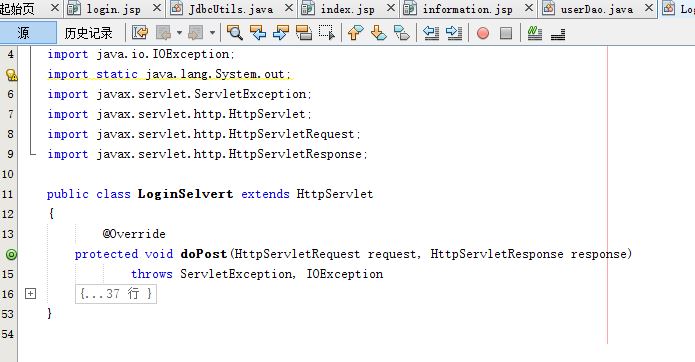 起始页 login.jsp JdbcUtils.java index.jsp information.jsp userDao.java Lo
源 历史记录
4 import java.io.IOException;
import static java.lang.System.out;
6 import javax.servlet.ServletException;
7 import javax.servlet.http.HttpServlet;
8 import javax.servlet.http.HttpServletRequest;
9 import javax.servlet.http.HttpServletResponse;
10
11 public class LoginSelvert extends HttpServlet
12 {
13 @Override
protected void doPost(HttpServletRequest request, HttpServletResponse response)
15 throws ServletException, IOException
16 {...37 行 }
53 }
54